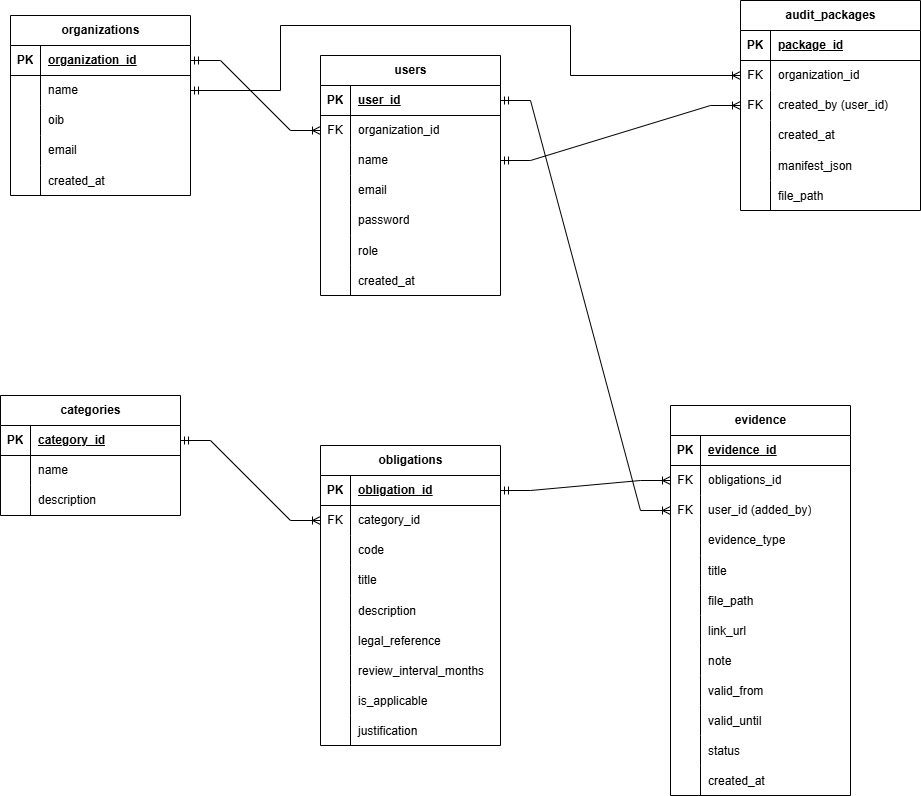 organizations
PK organization_id
name
oib
email
created_at
users
PK user_id
FK organization_id
name
email
password
role
created_at
audit_packages
PK package_id
FK organization_id
FK created_by (user_id)
created_at
manifest_json
file_path
categories
PK category_id
name
description
obligations
PK obligation_id
FK category_id
code
title
description
legal_reference
review_interval_months
is_applicable
justification
evidence
PK evidence_id
FK obligations_id
FK user_id (added_by)
evidence_type
title
file_path
link_url
note
valid_from
valid_until
status
created_at